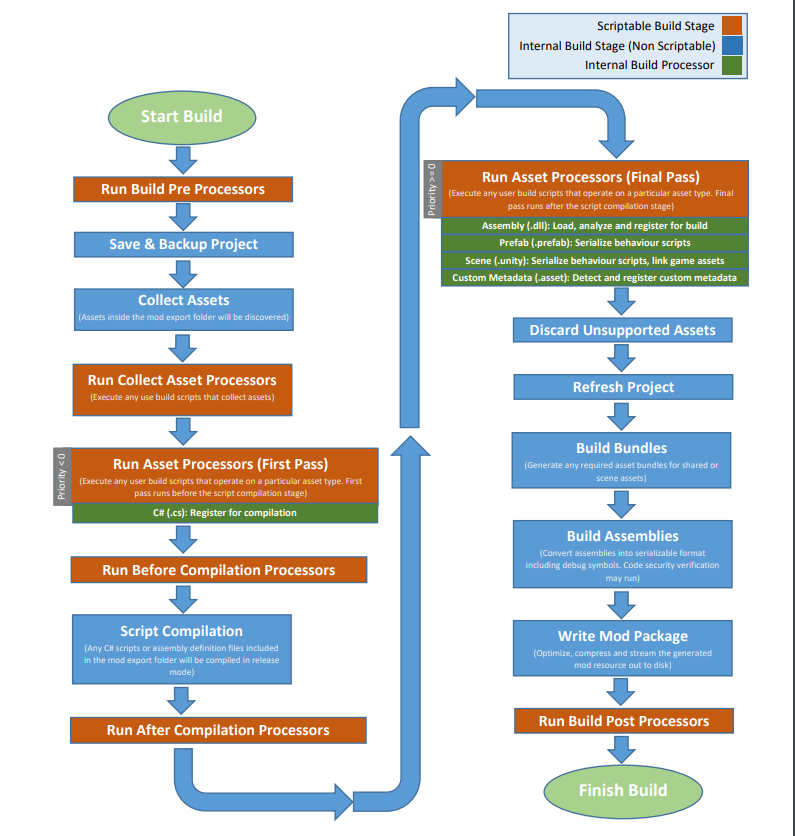 Scriptable Build Stage
Internal Build Stage (Non Scriptable)
Internal Build Processor
Start Build
Run Build Pre Processors
Save & Backup Project
Collect Assets
(Assets inside the mod export folder will be discovered)
Run Collect Asset Processors
(Execute any use build scripts that collect assets)
Priority < 0
Run Asset Processors (First Pass)
(Execute any user build scripts that operate on a particular asset type. First
pass runs before the script compilation stage)
C# (.cs): Register for compilation
Run Before Compilation Processors
Script Compilation
(Any C# scripts or assembly definition files included
in the mod export folder will be compiled in release
mode)
Run After Compilation Processors
Priority >= 0
Run Asset Processors (Final Pass)
(Execute any user build scripts that operate on a particular asset type. Final
pass runs after the script compilation stage)
Assembly (.dll): Load, analyze and register for build
Prefab (.prefab): Serialize behaviour scripts
Scene (.unity): Serialize behaviour scripts, link game assets
Custom Metadata (.asset): Detect and register custom metadata
Discard Unsupported Assets
Refresh Project
Build Bundles
(Generate any required asset bundles for shared or
scene assets)
Build Assemblies
(Convert assemblies into serializable format
including debug symbols. Code security verification
may run)
Write Mod Package
(Optimize, compress and stream the generated
mod resource out to disk)
Run Build Post Processors
Finish Build